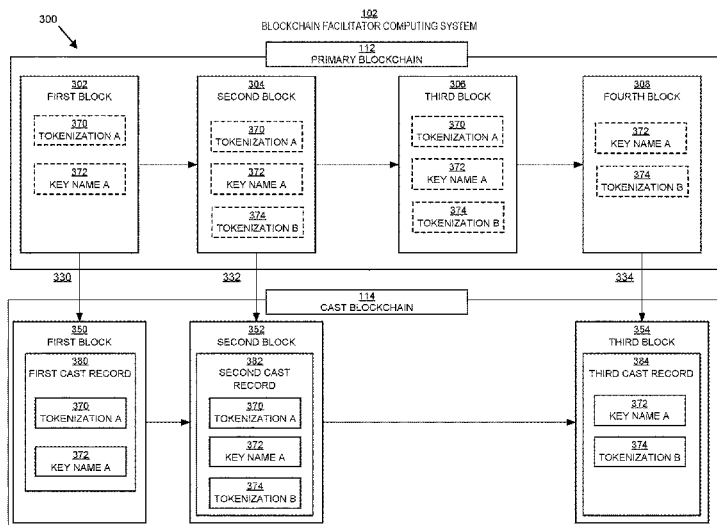 300
102
BLOCKCHAIN FACILITATOR COMPUTING SYSTEM
112
PRIMARY BLOCKCHAIN
302
FIRST BLOCK
370
TOKENIZATION A
372
KEY NAME A
304
SECOND BLOCK
370
TOKENIZATION A
372
KEY NAME A
374
TOKENIZATION B
306
THIRD BLOCK
370
TOKENIZATION A
372
KEY NAME A
374
TOKENIZATION B
308
FOURTH BLOCK
372
KEY NAME A
374
TOKENIZATION B
330
332
334
114
CAST BLOCKCHAIN
350
FIRST BLOCK
380
FIRST CAST RECORD
370
TOKENIZATION A
372
KEY NAME A
352
SECOND BLOCK
382
SECOND CAST
RECORD
370
TOKENIZATION A
372
KEY NAME A
374
TOKENIZATION B
354
THIRD BLOCK
384
THIRD CAST RECORD
372
KEY NAME A
374
TOKENIZATION B